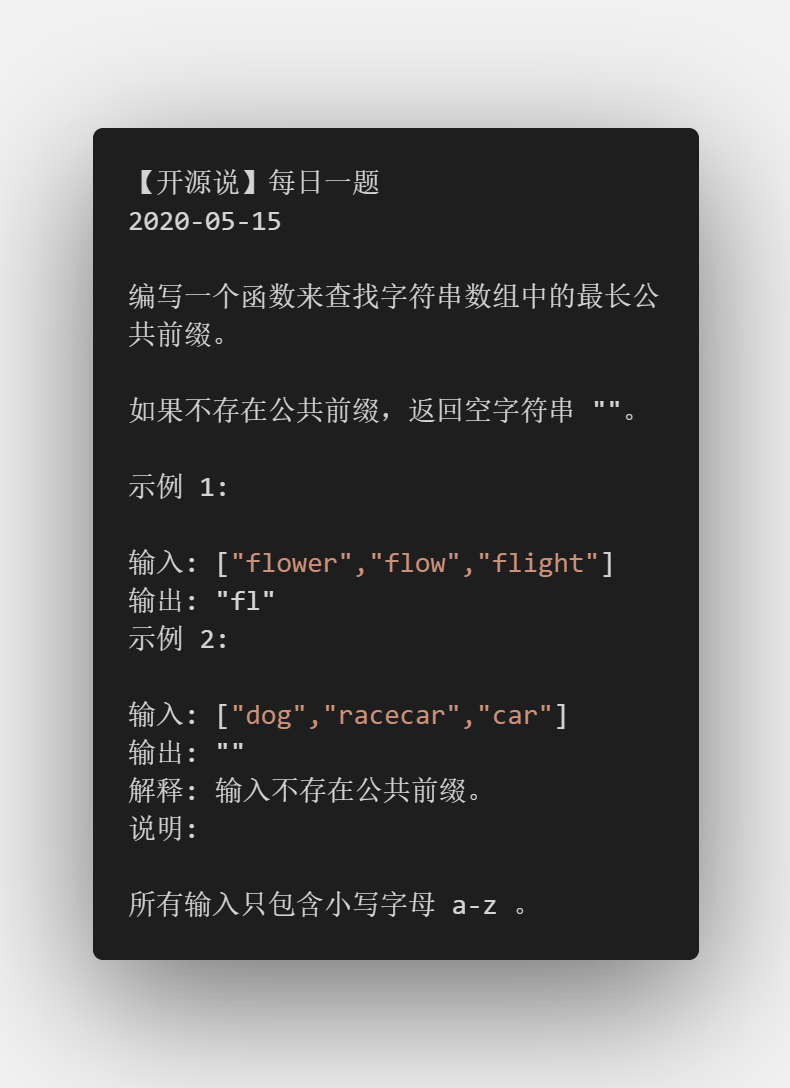 【开源说】每日一题
2020-05-15
编写一个函数来查找字符串数组中的最长公
共前缀。
如果不存在公共前缀，返回空字符串 ""。
示例 1:
输入: ["flower","flow","flight"]
输出: "fl"
示例 2:
输入: ["dog","racecar","car"]
输出: ""
解释: 输入不存在公共前缀。
说明:
所有输入只包含小写字母 a-z 。